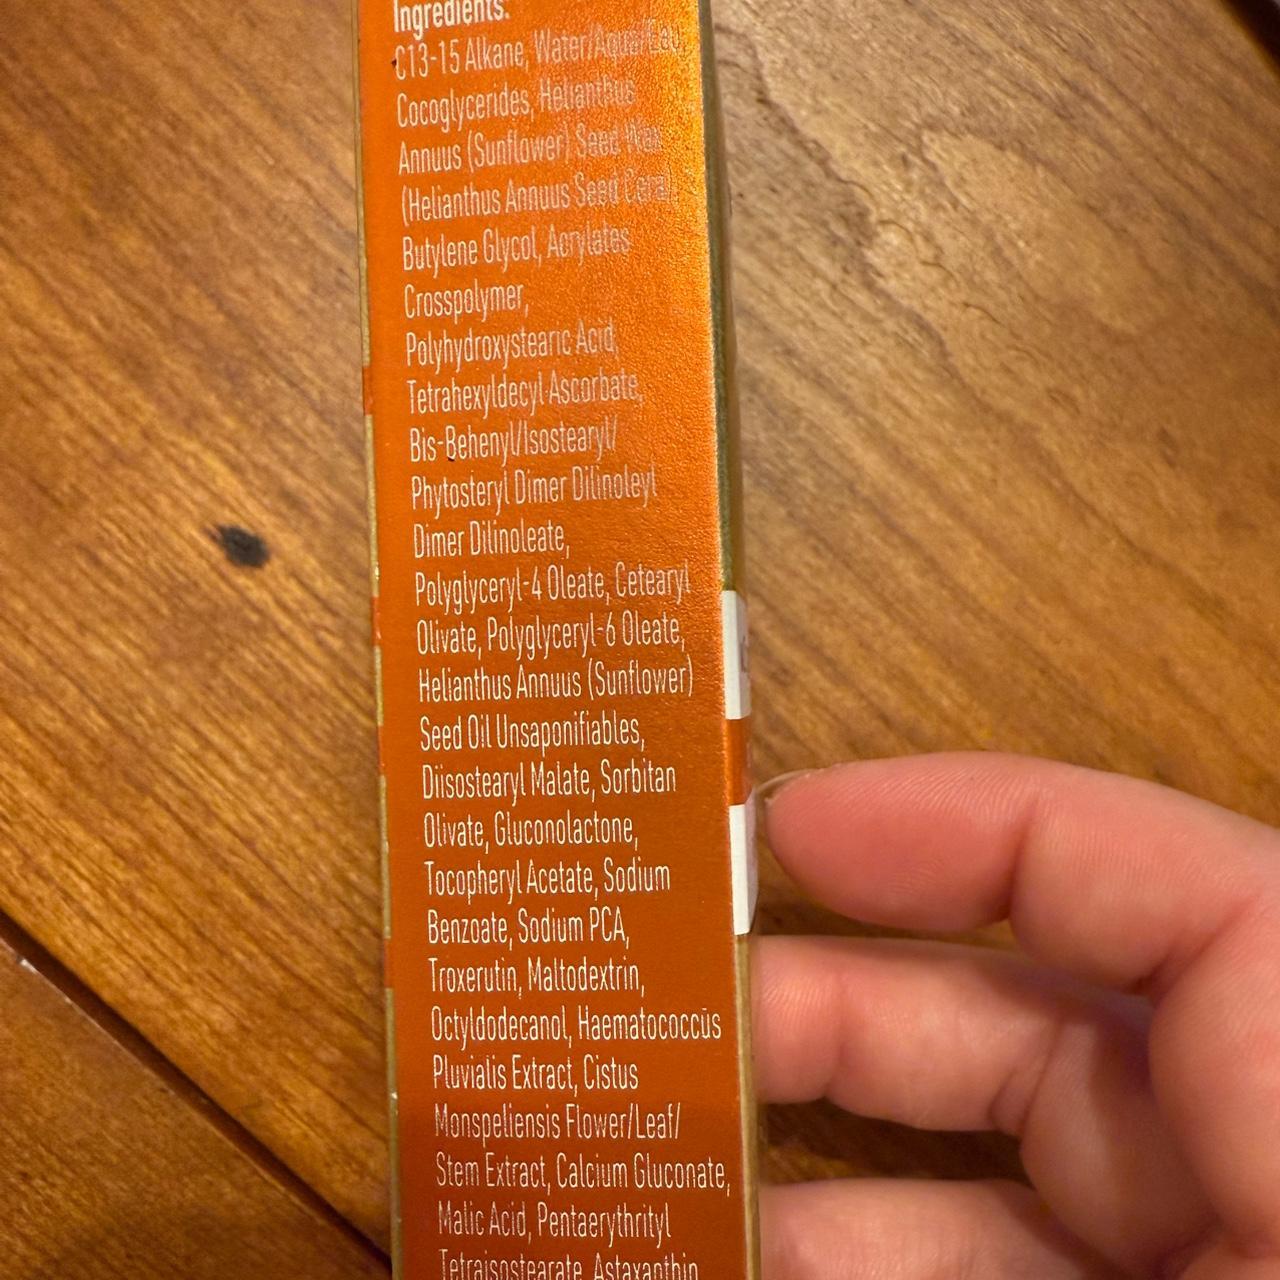 Ingredients:
C13-15 Alkane, Water/Aqua/Eau,
Cocoglycerides, Helianthus
Annuus (Sunflower) Seed Wax
(Helianthus Annuus Seed Cera),
Butylene Glycol, Acrylates
Crosspolymer,
Polyhydroxystearic Acid,
Tetrahexyldecyl Ascorbate,
Bis-Behenyl/Isostearyl/
Phytosteryl Dimer Dilinoleyl
Dimer Dilinoleate,
Polyglyceryl-4 Oleate, Cetearyl
Olivate, Polyglyceryl-6 Oleate,
Helianthus Annuus (Sunflower)
Seed Oil Unsaponifiables,
Diisostearyl Malate, Sorbitan
Olivate, Gluconolactone,
Tocopheryl Acetate, Sodium
Benzoate, Sodium PCA,
Troxerutin, Maltodextrin,
Octyldodecanol, Haematococcus
Pluvialis Extract, Cistus
Monspeliensis Flower/Leaf/
Stem Extract, Calcium Gluconate,
Malic Acid, Pentaerythrityl
Tetraisostearate, Astaxanthin